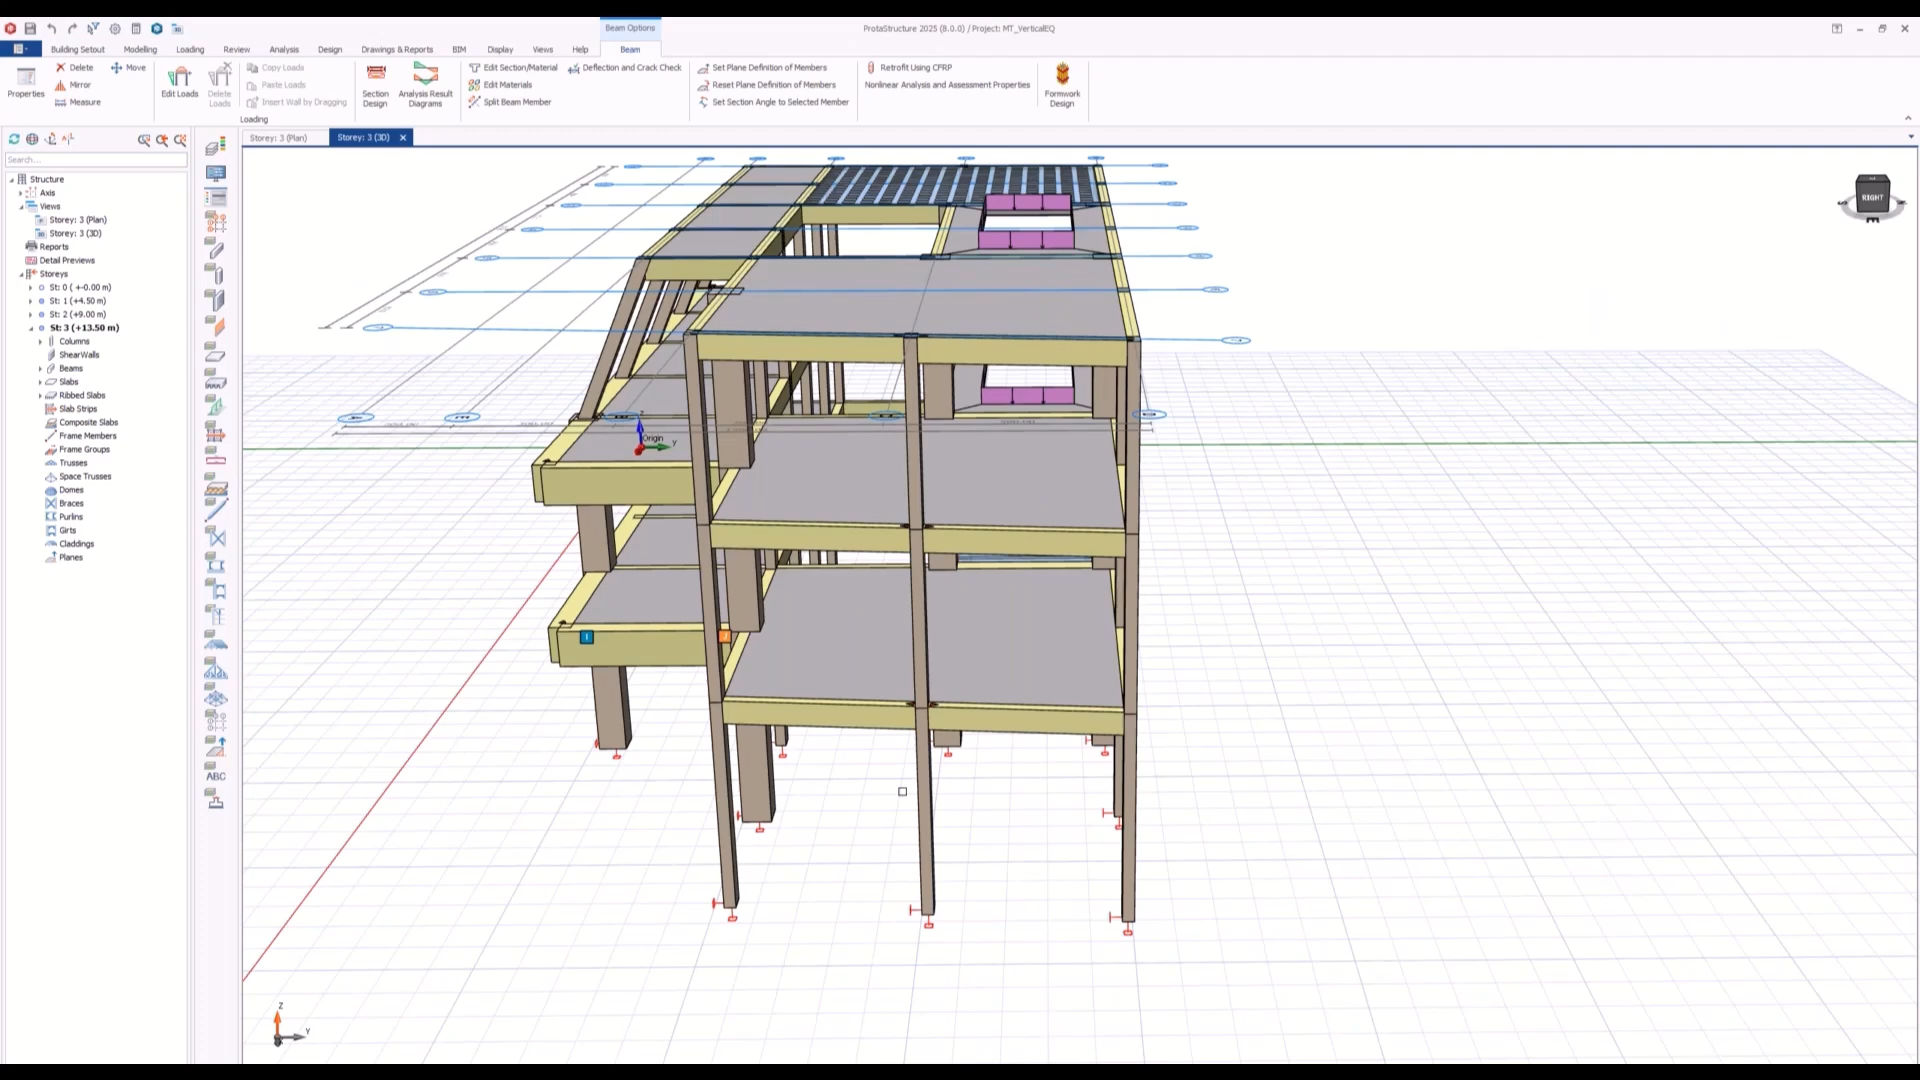 Beam Options
ProtaStructure 2025 (8.0.0) / Project: MT_VerticalEQ
Building Setout Modelling Loading Review Analysis Design Drawings & Reports BIM Display Views Help Beam
Properties
Delete
Mirror
Measure
Move
Edit Loads
Delete Loads
Copy Loads
Paste Loads
Insert Wall by Dragging
Loading
Section Design
Analysis Result Diagrams
Edit Section/Material
Edit Materials
Split Beam Member
Deflection and Crack Check
Set Plane Definition of Members
Reset Plane Definition of Members
Set Section Angle to Selected Member
Retrofit Using CFRP
Nonlinear Analysis and Assessment Properties
Formwork Design
Search...
Storey: 3 (Plan)
Storey: 3 (3D)
Structure
Axis
Views
Storey: 3 (Plan)
Storey: 3 (3D)
Reports
Detail Previews
Storeys
St: 0 ( +-0.00 m)
St: 1 (+4.50 m)
St: 2 (+9.00 m)
St: 3 (+13.50 m)
Columns
ShearWalls
Beams
Slabs
Ribbed Slabs
Slab Strips
Composite Slabs
Frame Members
Frame Groups
Trusses
Space Trusses
Domes
Braces
Purlins
Girts
Claddings
Planes
ABC
RIGHT
Origin
z
y
I
J
Z
Y